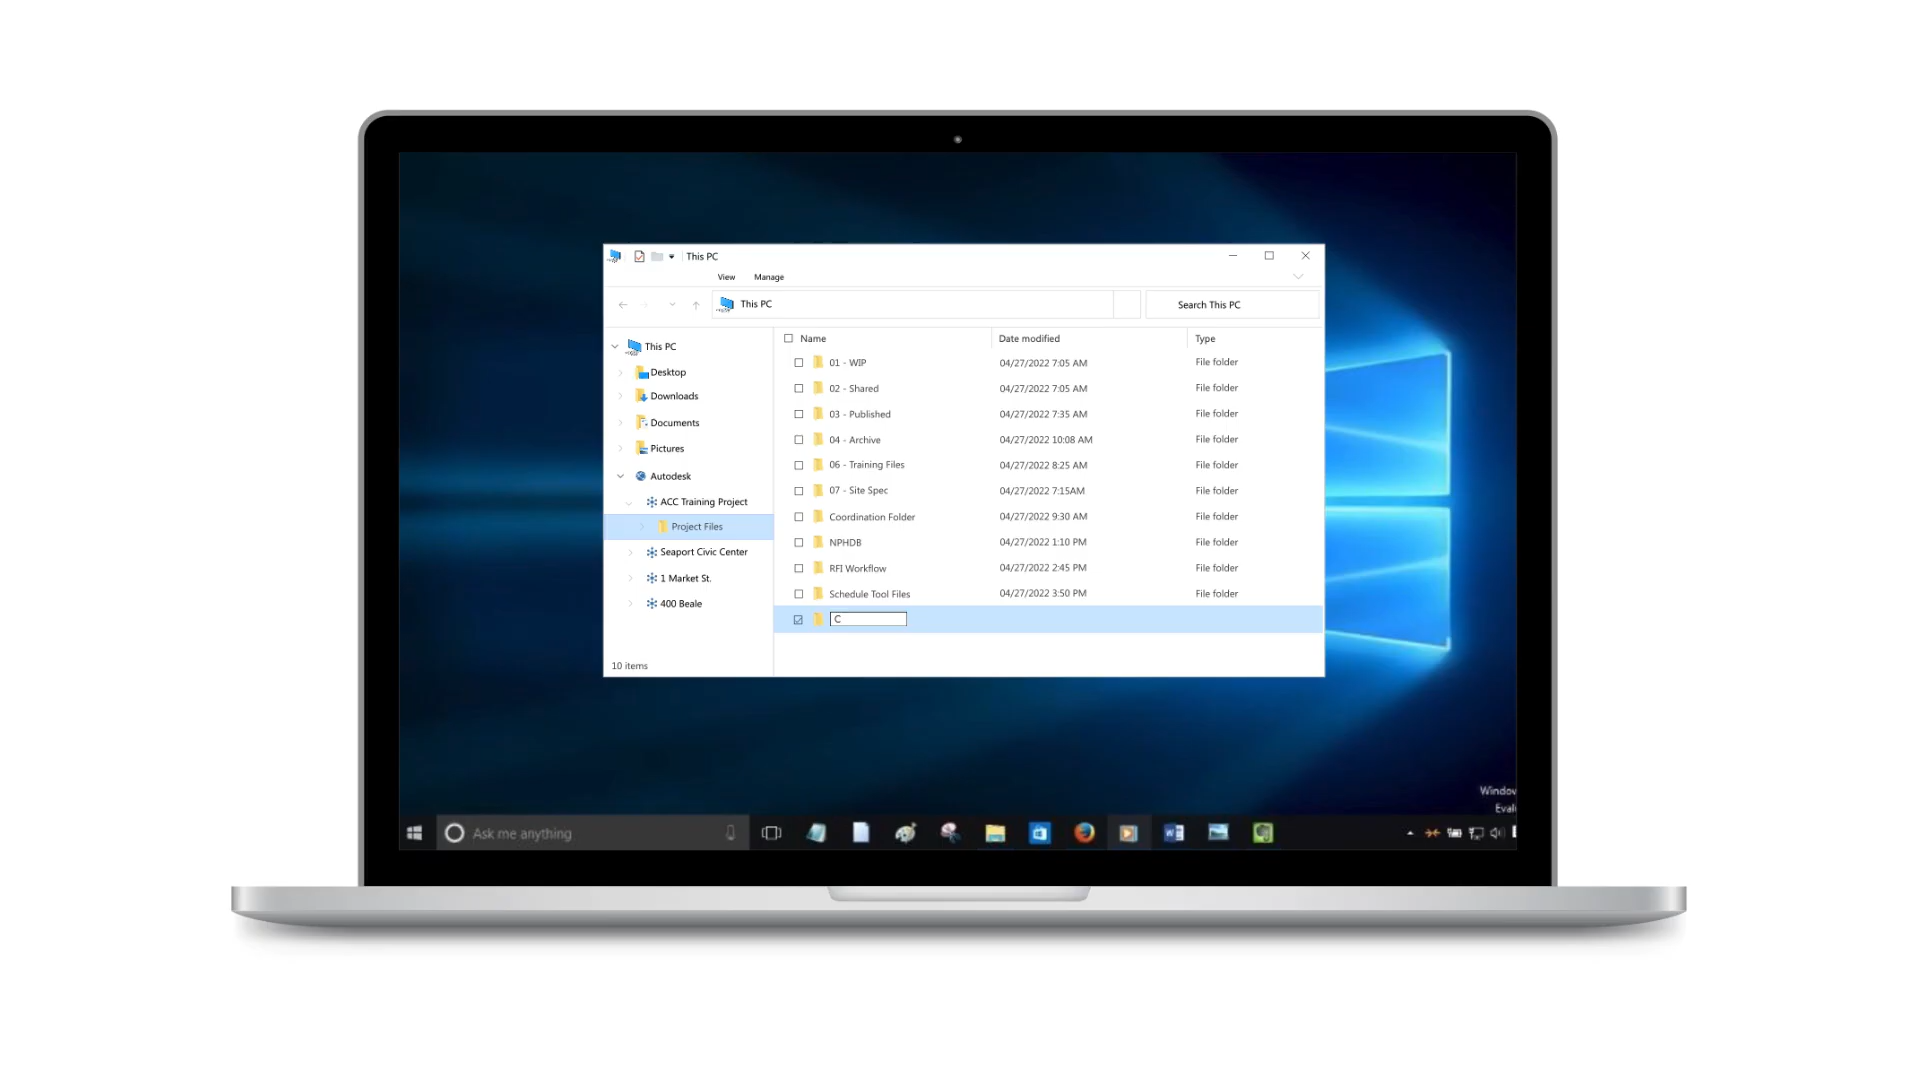 This PC
View Manage
This PC
Search This PC
This PC
Desktop
Downloads
Documents
Pictures
Autodesk
ACC Training Project
Project Files
Seaport Civic Center
1 Market St.
400 Beale
10 items
Name Date modified Type
01 - WIP 04/27/2022 7:05 AM File folder
02 - Shared 04/27/2022 7:05 AM File folder
03 - Published 04/27/2022 7:35 AM File folder
04 - Archive 04/27/2022 10:08 AM File folder
06 - Training Files 04/27/2022 8:25 AM File folder
07 - Site Spec 04/27/2022 7:15AM File folder
Coordination Folder 04/27/2022 9:30 AM File folder
NPHDB 04/27/2022 1:10 PM File folder
RFI Workflow 04/27/2022 2:45 PM File folder
Schedule Tool Files 04/27/2022 3:50 PM File folder
C
Window
Eval
Ask me anything